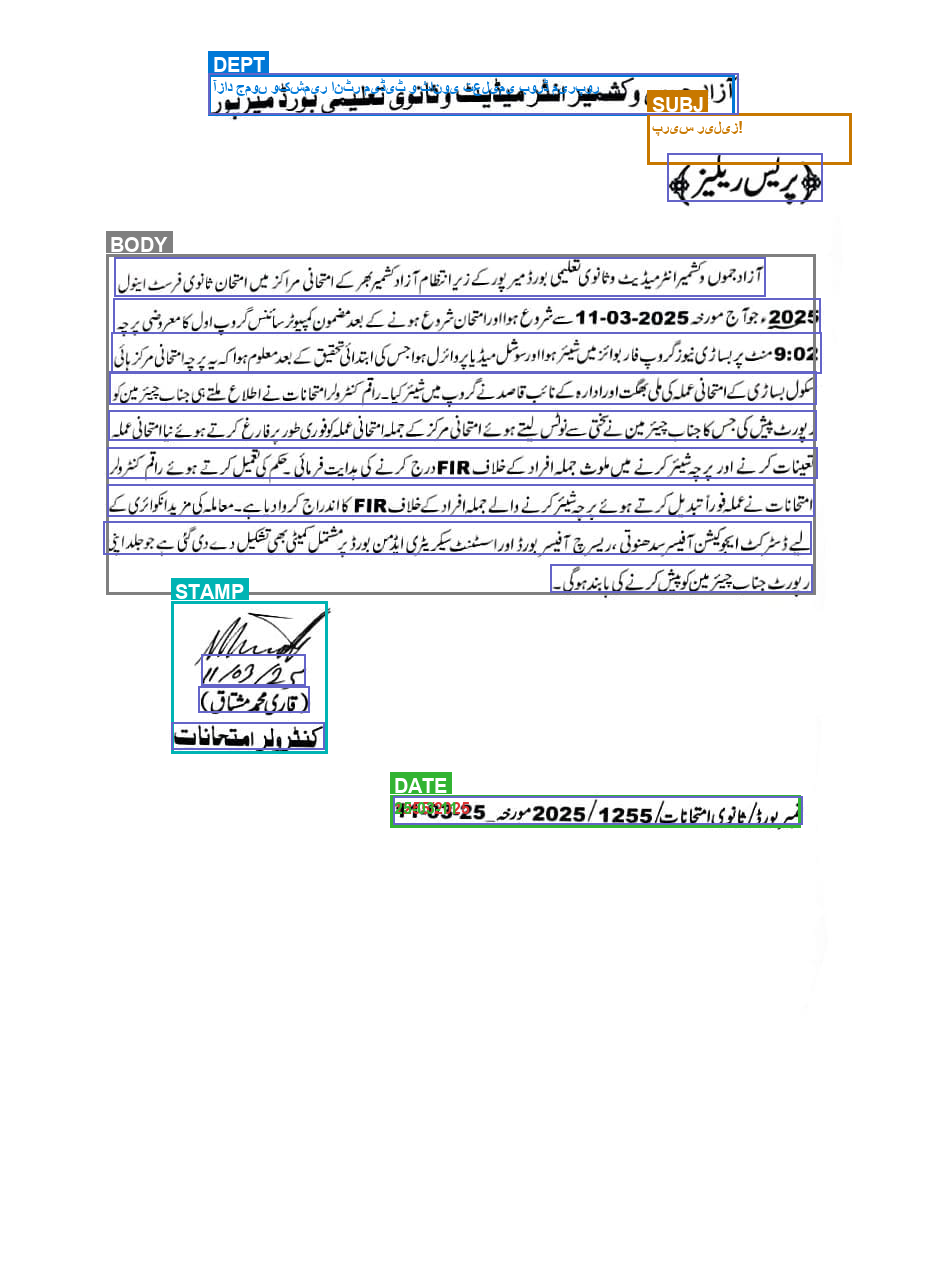 DEPT
آزاد جموں وکشمیر انٹرمیڈیٹ وثانوی تعلیمی بورڈ میرپور
SUBJ
پریس ریلیز!
﴿پریس ریلیز﴾
BODY
آزاد جموں وکشمیر انٹرمیڈیٹ وثانوی تعلیمی بورڈ میرپور کے زیر انتظام آزاد کشمیر بھر کے امتحانی مراکز میں امتحان ثانوی فرسٹ اینول
2025ء جو آج مورخہ 11-03-2025 سے شروع ہوا اور امتحان شروع ہونے کے بعد مضمون کمپیوٹر سائنس گروپ اول کا معروضی پرچہ
9:02 منٹ پر بساڑی نیوز گروپ فار بوائز میں شیئر ہوا اور سوشل میڈیا پر وائرل ہوا جس کی ابتدائی تحقیق کے بعد معلوم ہوا کہ یہ پرچہ امتحانی مرکز ہائی
سکول بساڑی کے امتحانی عملہ کی ملی بھگت اور ادارہ کے نائب قاصد نے گروپ میں شیئر کیا۔ راقم کنٹرولر امتحانات نے اطلاع ملتے ہی جناب چیئرمین کو
رپورٹ پیش کی جس کا جناب چیئرمین نے سختی سے نوٹس لیتے ہوئے امتحانی مرکز کے جملہ امتحانی عملہ کو فوری طور پر فارغ کرتے ہوئے نیا امتحانی عملہ
تعینات کرنے اور پرچہ شیئر کرنے میں ملوث جملہ افراد کے خلاف FIR درج کرنے کی ہدایت فرمائی۔ حکم کی تعمیل کرتے ہوئے راقم کنٹرولر
امتحانات نے عملہ فوراً تبدیل کرتے ہوئے پرچہ شیئر کرنے والے جملہ افراد کے خلاف FIR کا اندراج کروا دیا ہے۔ معاملہ کی مزید انکوائری کے
لیے ڈسٹرکٹ ایجوکیشن آفیسر سدھنوتی، ریسرچ آفیسر بورڈ اور اسسٹنٹ سیکریٹری ایڈمن بورڈ پر مشتمل کمیٹی بھی تشکیل دے دی گئی ہے جو جلد اپنی
رپورٹ جناب چیئرمین کو پیش کرنے کی پابند ہوگی۔
STAMP
11/03/25
(قاری محمد مشتاق)
کنٹرولر امتحانات
DATE
نمبر بورڈ/ثانوی امتحانات/1255 /2025 مورخہ_11-03-25